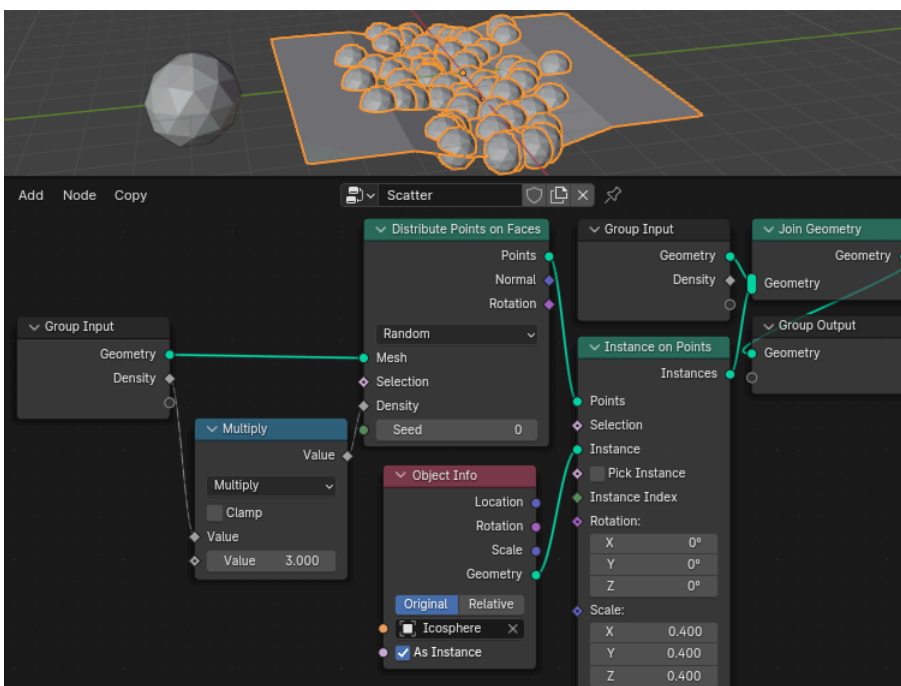 Add Node Copy Scatter
Distribute Points on Faces
Points
Normal
Rotation
Random
Mesh
Selection
Density
Seed 0
Group Input
Geometry
Density
Join Geometry
Geometry
Geometry
Group Output
Geometry
Group Input
Geometry
Density
Multiply
Value
Multiply
Clamp
Value
Value 3.000
Object Info
Location
Rotation
Scale
Geometry
Original Relative
Icosphere
As Instance
Instance on Points
Instances
Points
Selection
Instance
Pick Instance
Instance Index
Rotation:
X 0°
Y 0°
Z 0°
Scale:
X 0.400
Y 0.400
Z 0.400